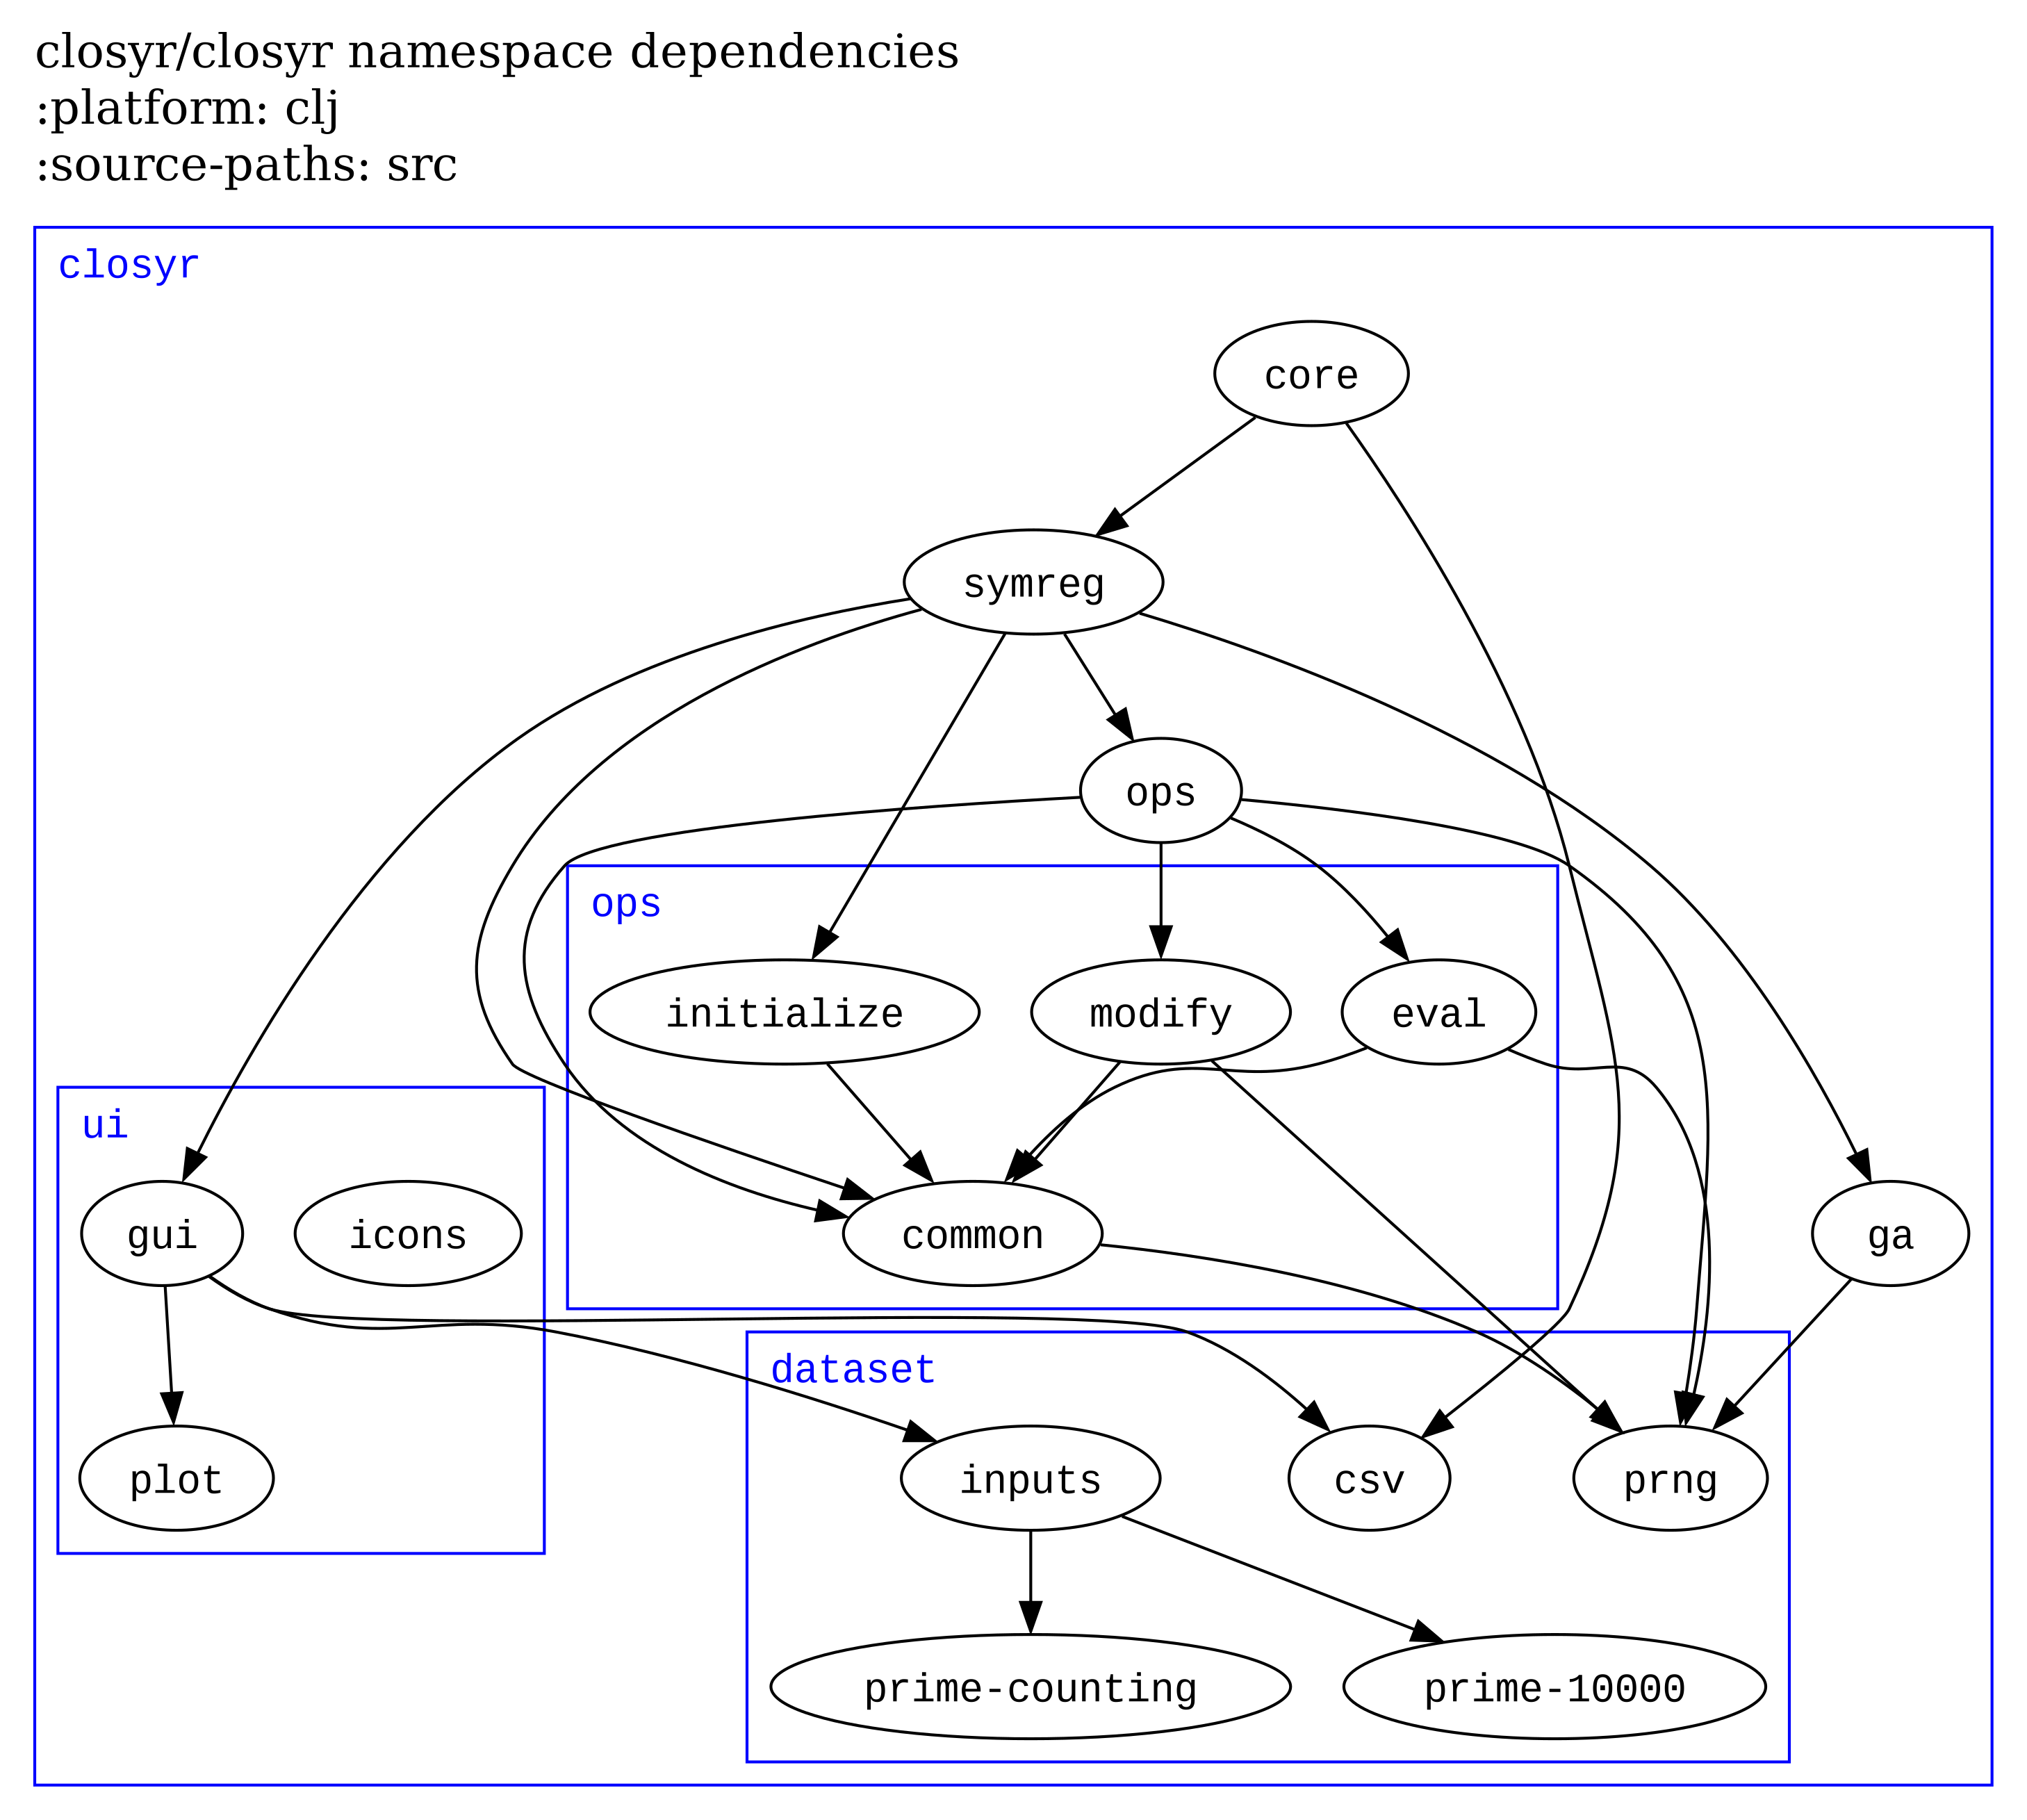 closyr/closyr namespace dependencies
:platform: clj
:source-paths: src
closyr
core
symreg
ops
ops
initialize
modify
eval
ui
gui
icons
common
ga
dataset
plot
inputs
csv
prng
prime-counting
prime-10000